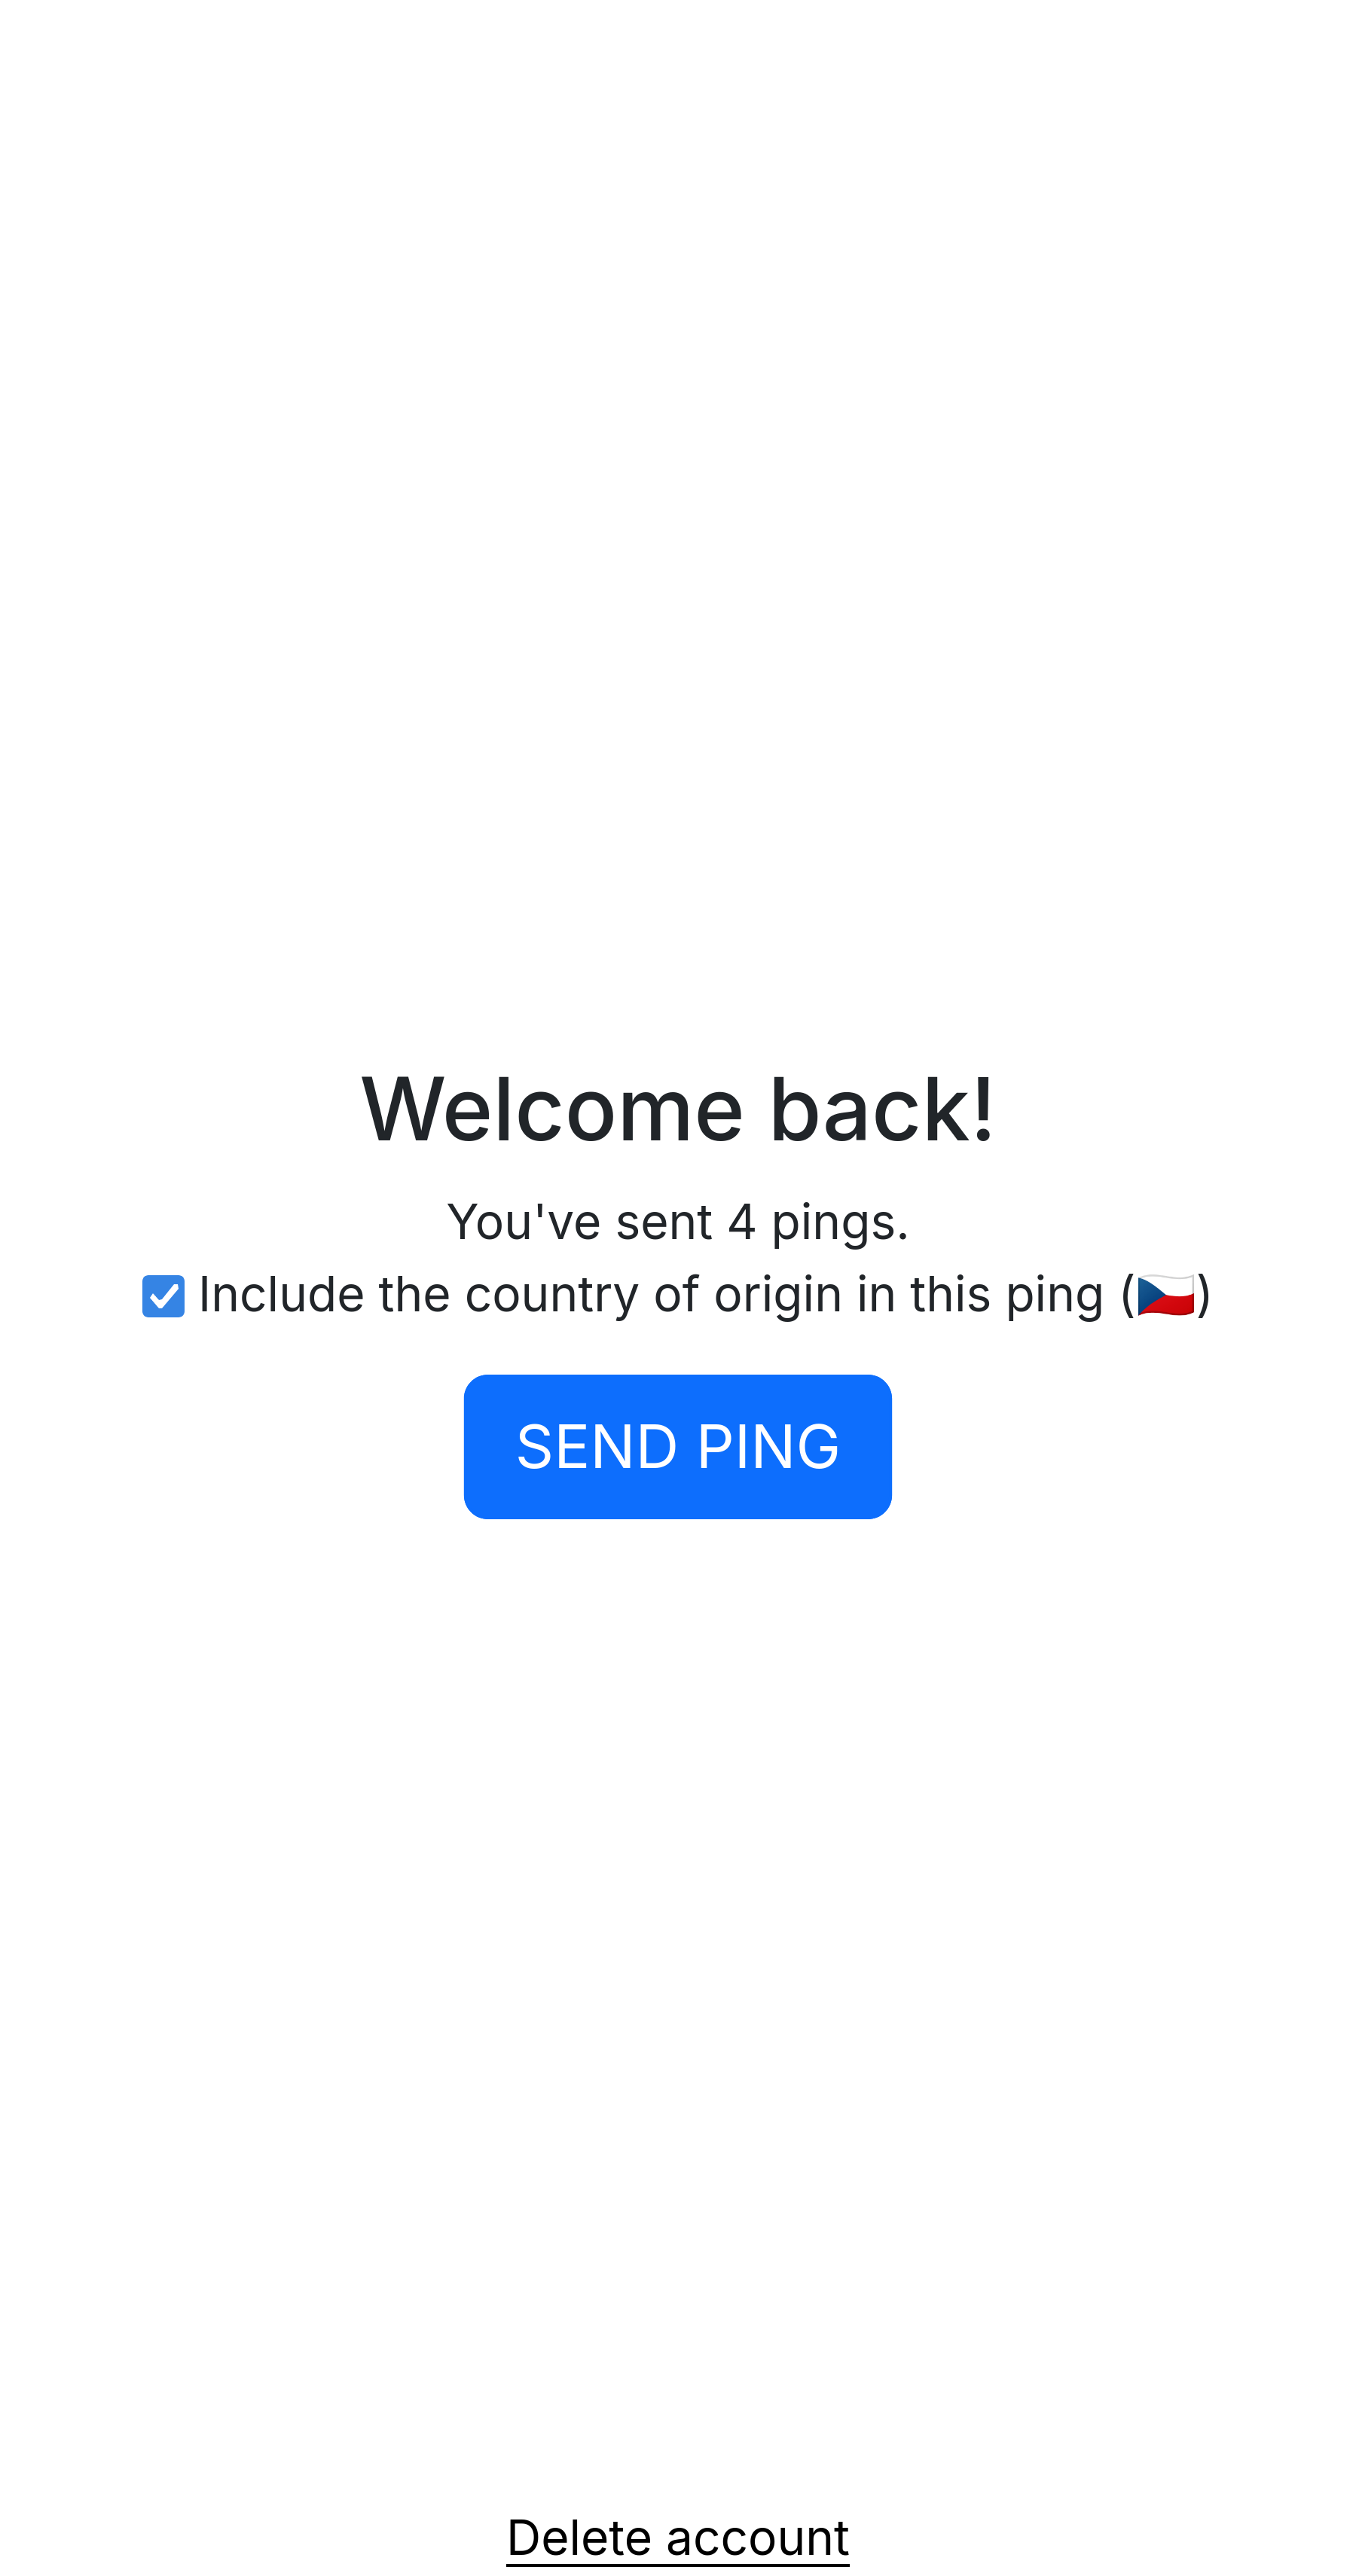 Welcome back!
You've sent 4 pings.
Include the country of origin in this ping (🇨🇿)
SEND PING
Delete account